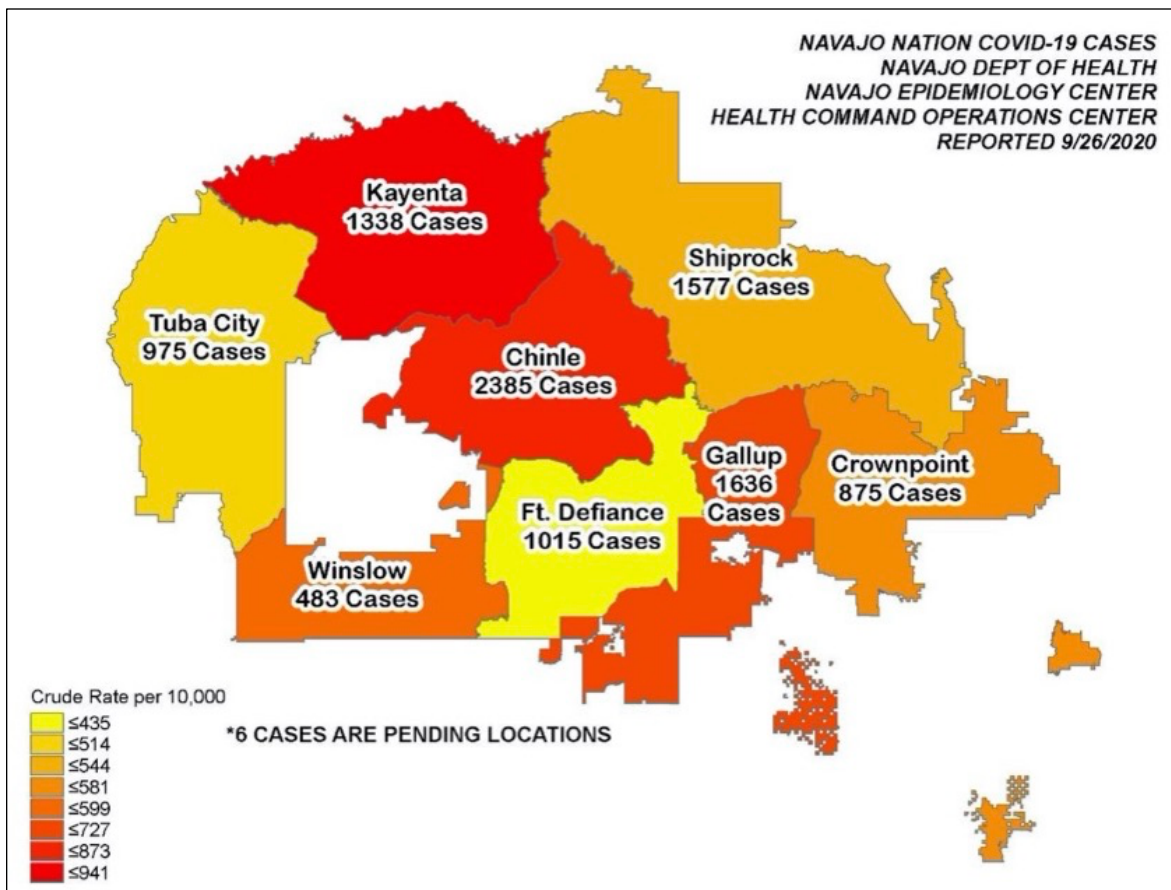 NAVAJO NATION COVID-19 CASES
NAVAJO DEPT OF HEALTH
NAVAJO EPIDEMIOLOGY CENTER
HEALTH COMMAND OPERATIONS CENTER
REPORTED 9/26/2020
Kayenta
1338 Cases
Shiprock
1577 Cases
Tuba City
975 Cases
Chinle
2385 Cases
Gallup
1636
Cases
Crownpoint
875 Cases
Ft. Defiance
1015 Cases
Winslow
483 Cases
Crude Rate per 10,000
≤435
≤514
≤544
≤581
≤599
≤727
≤873
≤941
*6 CASES ARE PENDING LOCATIONS